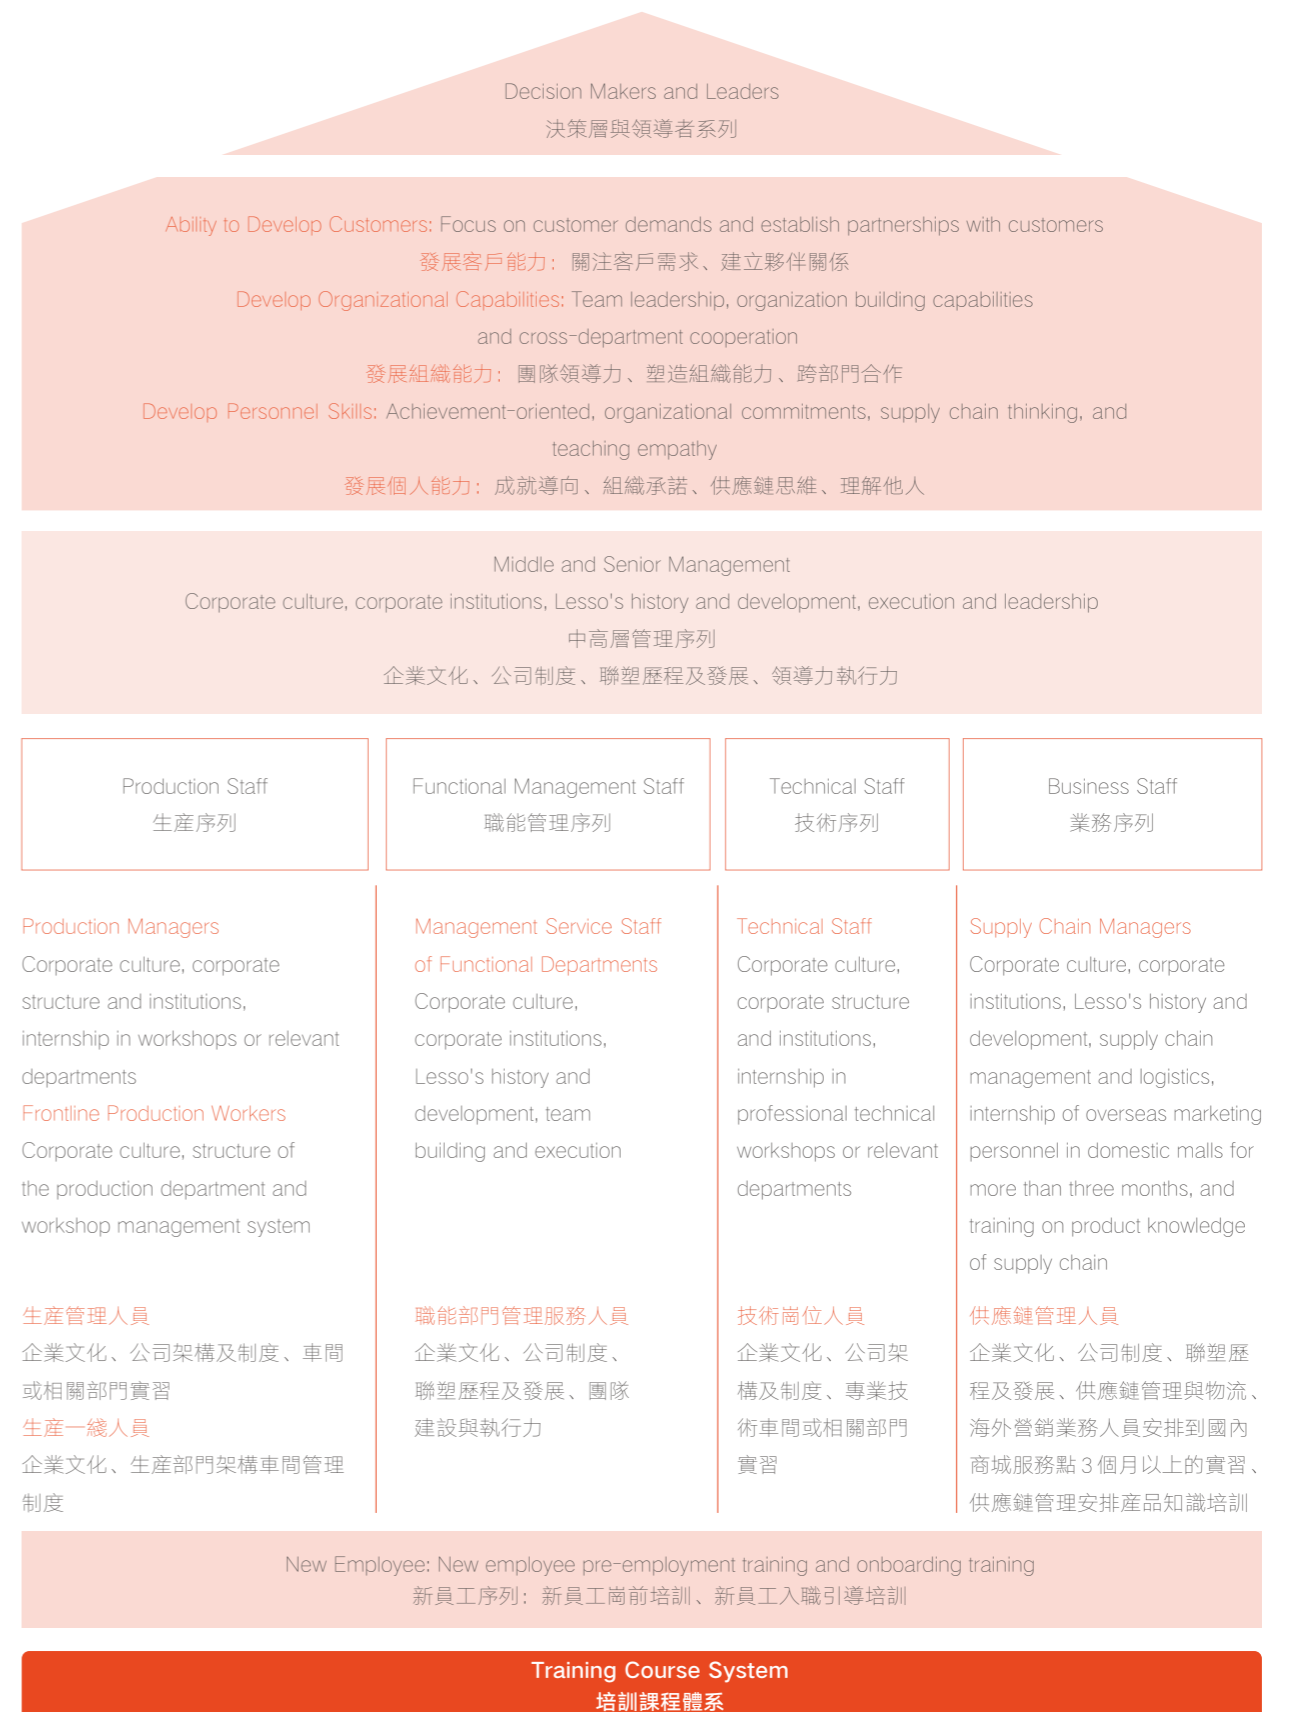 Decision Makers and Leaders
決策層與領導者系列
Ability to Develop Customers: Focus on customer demands and establish partnerships with customers
發展客戶能力：關注客戶需求、建立夥伴關係
Develop Organizational Capabilities: Team leadership, organization building capabilities
and cross-department cooperation
發展組織能力：團隊領導力、塑造組織能力、跨部門合作
Develop Personnel Skills: Achievement-oriented, organizational commitments, supply chain thinking, and
teaching empathy
發展個人能力：成就導向、組織承諾、供應鏈思維、理解他人
Middle and Senior Management
Corporate culture, corporate institutions, Lesso's history and development, execution and leadership
中高層管理序列
企業文化、公司制度、聯塑歷程及發展、領導力執行力
Production Staff
生産序列
Functional Management Staff
職能管理序列
Technical Staff
技術序列
Business Staff
業務序列
Production Managers
Corporate culture, corporate
structure and institutions,
internship in workshops or relevant
departments
Frontline Production Workers
Corporate culture, structure of
the production department and
workshop management system
生産管理人員
企業文化、公司架構及制度、車間
或相關部門實習
生産一綫人員
企業文化、生産部門架構車間管理
制度
Management Service Staff
of Functional Departments
Corporate culture,
corporate institutions,
Lesso's history and
development, team
building and execution
職能部門管理服務人員
企業文化、公司制度、
聯塑歷程及發展、團隊
建設與執行力
Technical Staff
Corporate culture,
corporate structure
and institutions,
internship in
professional technical
workshops or relevant
departments
技術崗位人員
企業文化、公司架
構及制度、專業技
術車間或相關部門
實習
Supply Chain Managers
Corporate culture, corporate
institutions, Lesso's history and
development, supply chain
management and logistics,
internship of overseas marketing
personnel in domestic malls for
more than three months, and
training on product knowledge
of supply chain
供應鏈管理人員
企業文化、公司制度、聯塑歷
程及發展、供應鏈管理與物流、
海外營銷業務人員安排到國內
商城服務點 3 個月以上的實習、
供應鏈管理安排産品知識培訓
New Employee: New employee pre-employment training and onboarding training
新員工序列：新員工崗前培訓、新員工入職引導培訓
Training Course System
培訓課程體系